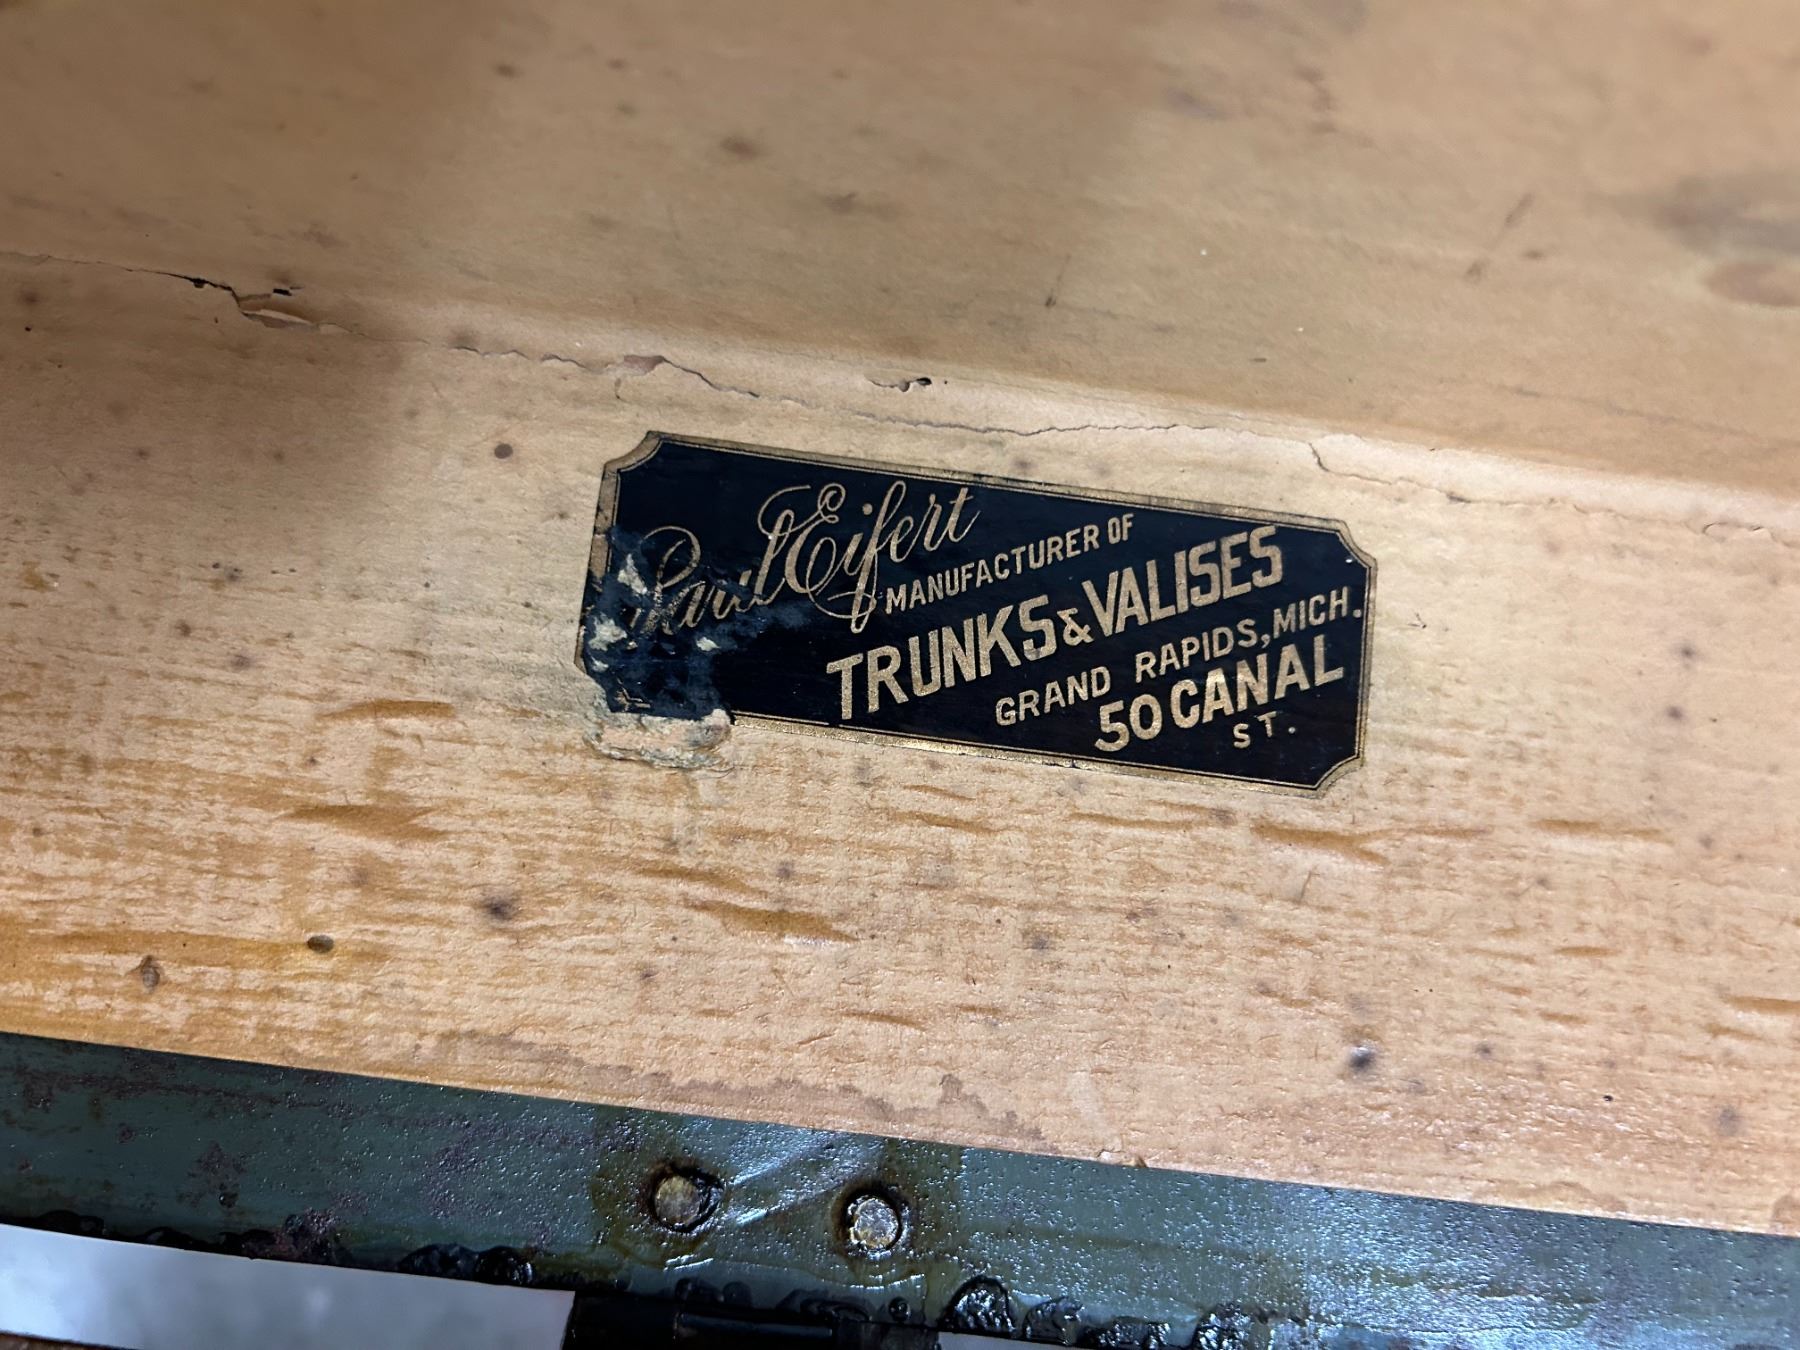 Paul Eifert
MANUFACTURER OF
TRUNKS & VALISES
GRAND RAPIDS, MICH.
50 CANAL
ST.